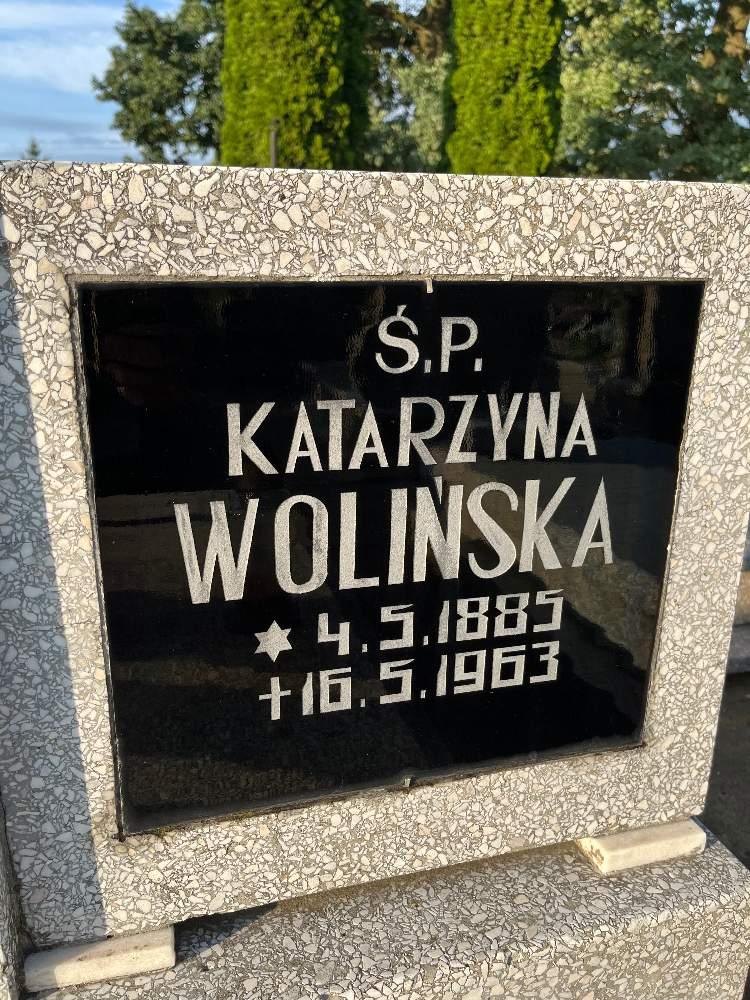 Ś.P.
KATARZYNA
WOLIŃSKA
✶ 4.5.1885
†16.5.1963